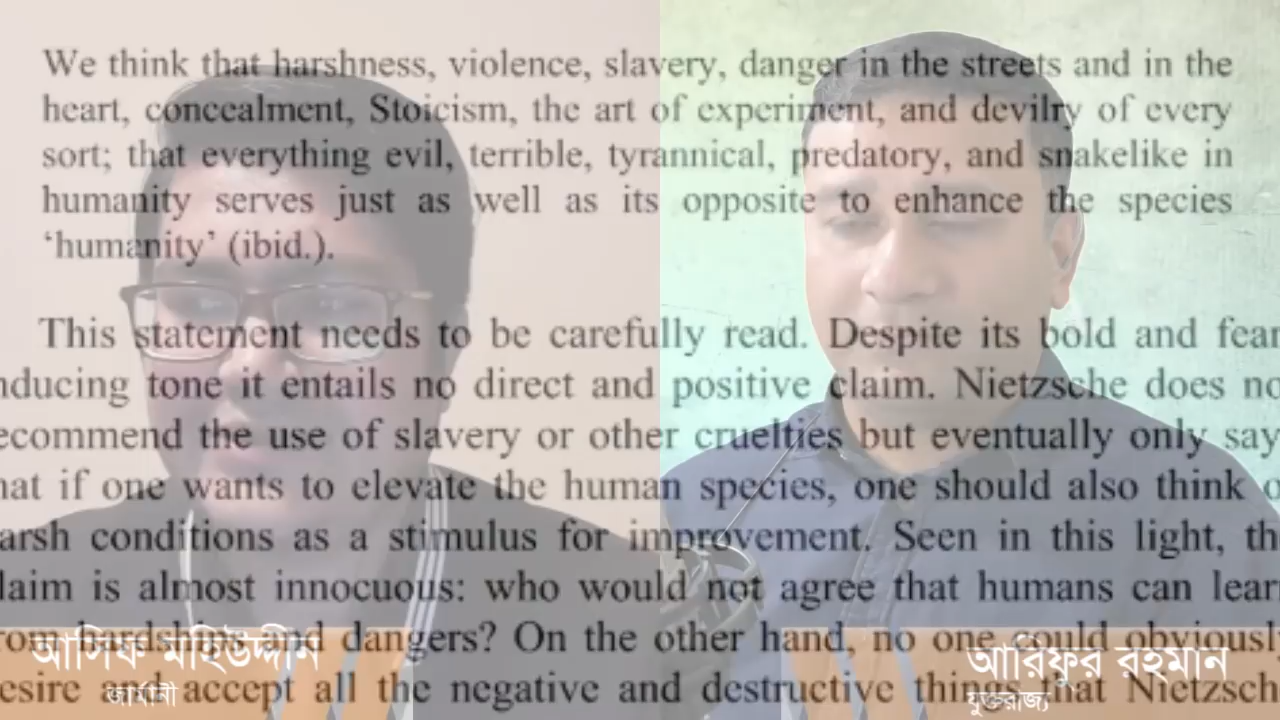 We think that harshness, violence, slavery, danger in the streets and in the
heart, concealment, Stoicism, the art of experiment, and devilry of every
sort; that everything evil, terrible, tyrannical, predatory, and snakelike in
humanity serves just as well as its opposite to enhance the species
‘humanity’ (ibid.).
This statement needs to be carefully read. Despite its bold and fear
nducing tone it entails no direct and positive claim. Nietzsche does no
ecommend the use of slavery or other cruelties but eventually only say
hat if one wants to elevate the human species, one should also think o
arsh conditions as a stimulus for improvement. Seen in this light, th
laim is almost innocuous: who would not agree that humans can lear
rom hardships and dangers? On the other hand, no one could obviousl
esire and accept all the negative and destructive things that Nietzsch
আসিফ মহিউদ্দীন
জার্মানী
আরিফুর রহমান
যুক্তরাজ্য